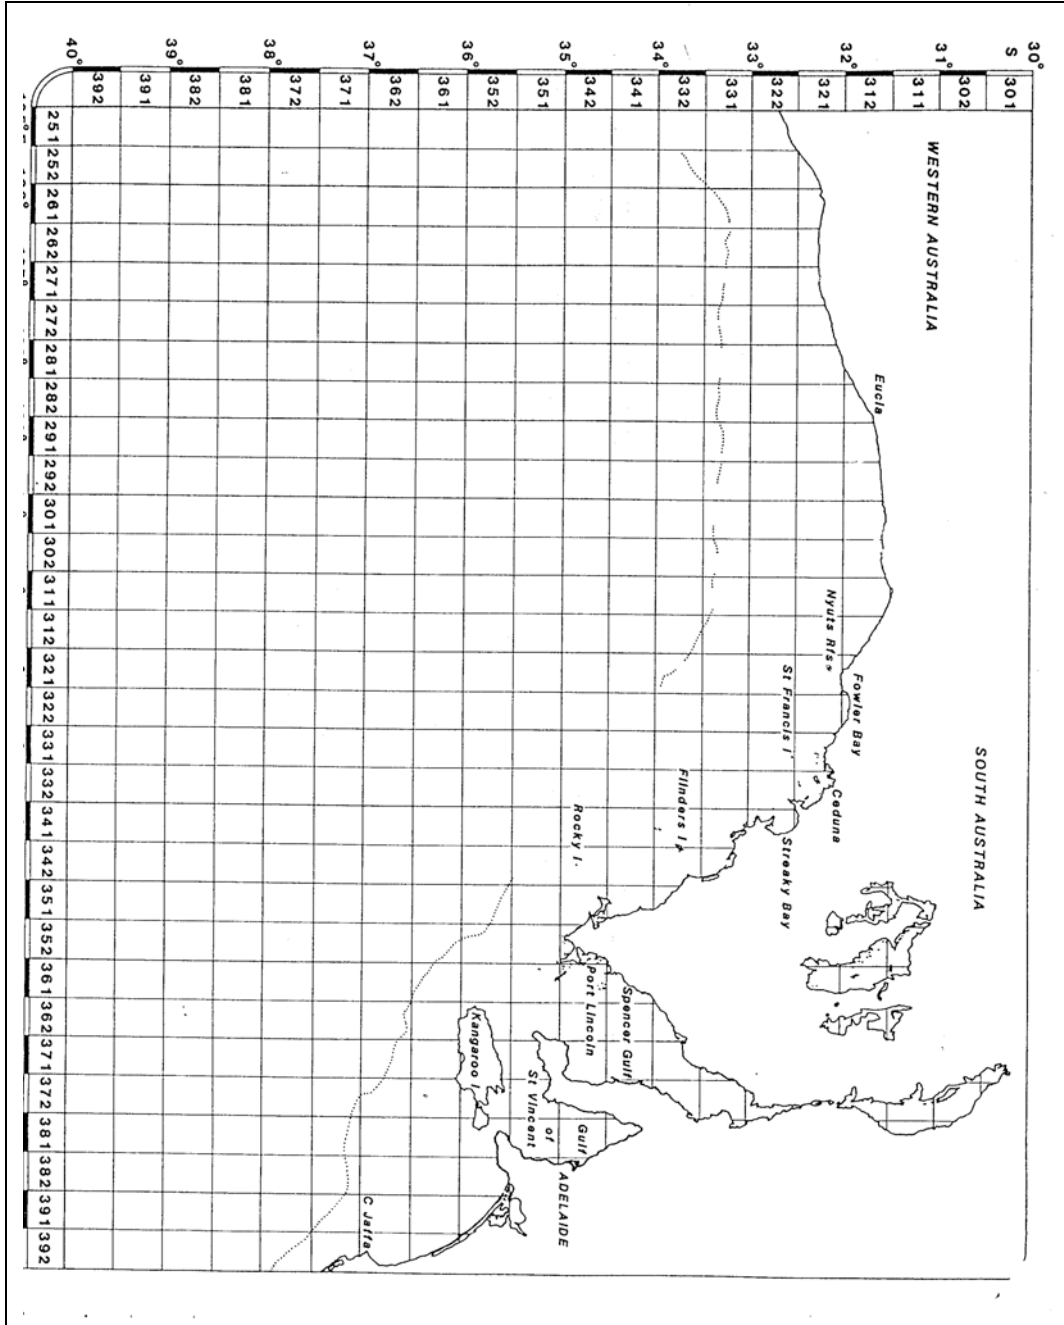 30°
S
301
302
31°
311
312
32°
321
322
33°
331
332
34°
341
342
35°
351
352
36°
361
362
37°
371
372
38°
381
382
39°
391
392
40°
WESTERN AUSTRALIA
SOUTH AUSTRALIA
Eucla
Nyuts Rfs
Fowler Bay
St Francis I
Ceduna
Streaky Bay
Flinders I
Rocky I
Port Lincoln
Spencer Gulf
Kangaroo I
Gulf
of
St Vincent
ADELAIDE
C Jaffa
251 252 261 262 271 272 281 282 291 292 301 302 311 312 321 322 331 332 341 342 351 352 361 362 371 372 381 382 391 392